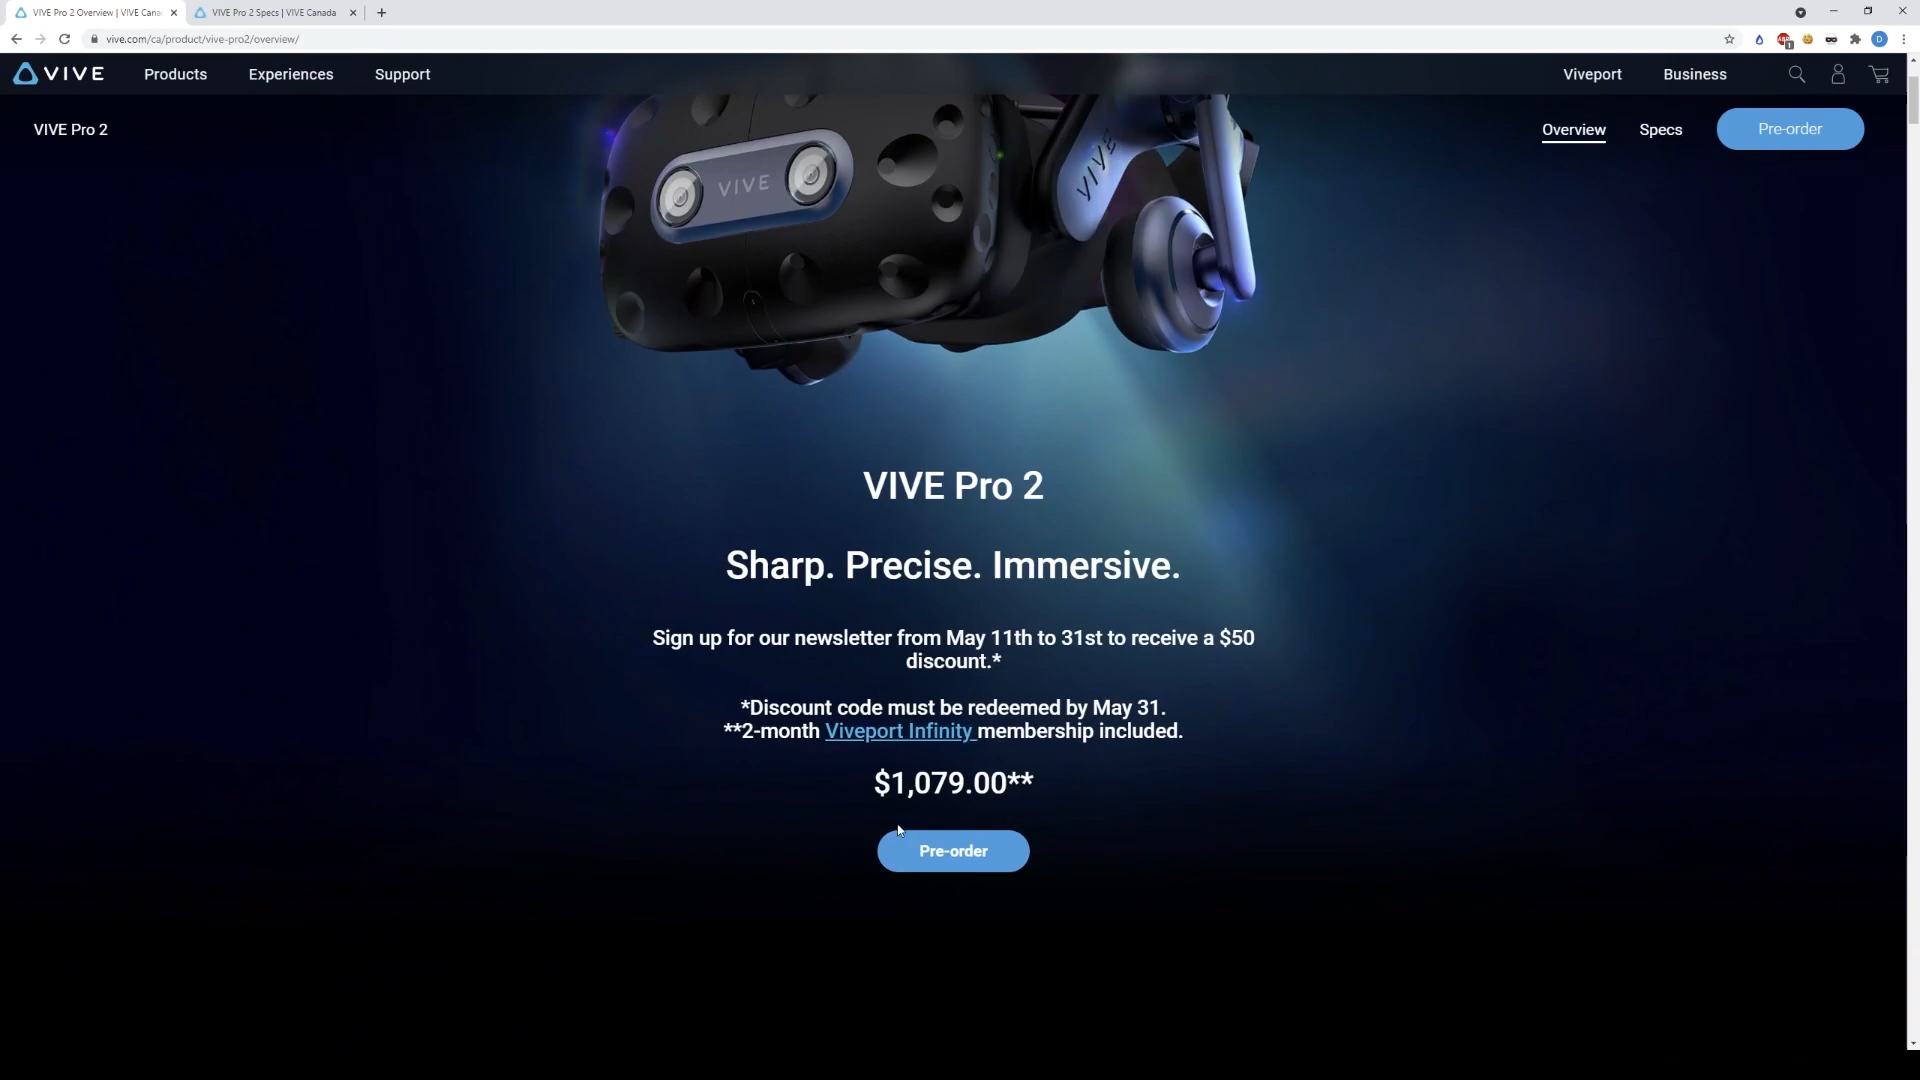 VIVE Pro 2 Overview | VIVE Cana
VIVE Pro 2 Specs | VIVE Canada
vive.com/ca/product/vive-pro2/overview/
VIVE
Products
Experiences
Support
Viveport
Business
VIVE Pro 2
Overview
Specs
Pre-order
VIVE
VIVE
VIVE Pro 2
Sharp. Precise. Immersive.
Sign up for our newsletter from May 11th to 31st to receive a $50
discount.*
*Discount code must be redeemed by May 31.
**2-month Viveport Infinity membership included.
$1,079.00**
Pre-order